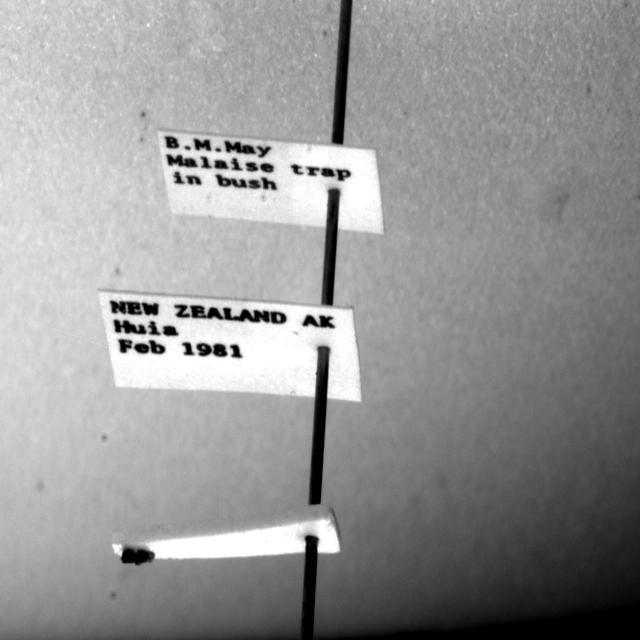 B.M.May
Malaise trap
in bush
NEW ZEALAND AK
Huia
Feb 1981